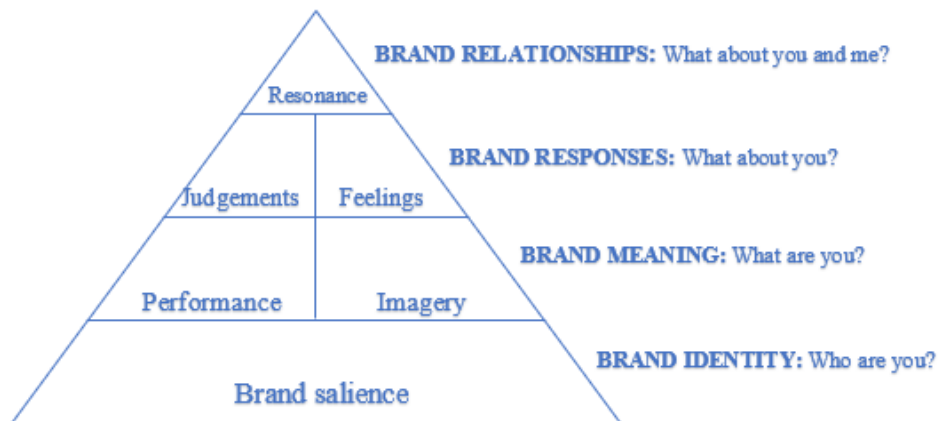 BRAND RELATIONSHIPS: What about you and me?
Resonance
BRAND RESPONSES: What about you?
Judgements Feelings
BRAND MEANING: What are you?
Performance Imagery
BRAND IDENTITY: Who are you?
Brand salience